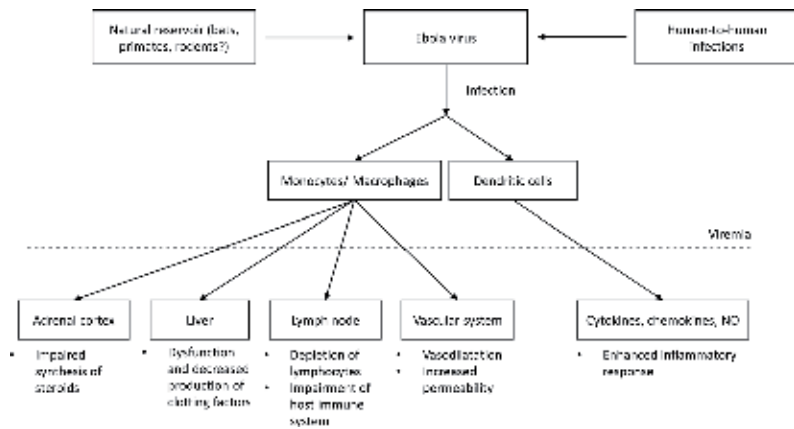 Natural reservoir (bats,
primates, rodents?)
Ebola virus
Human-to-human
infections
Infection
Monocytes/ Macrophages
Dendritic cells
Viremia
Adrenal cortex
Liver
Lymph node
Vascular system
Cytokines, chemokines, NO
• Impaired
synthesis of
steroids
• Dysfunction
and decreased
production of
clotting factors
• Depletion of
lymphocytes
• Impairment of
host immune
system
• Vasodilatation
• Increased
permeability
• Enhanced inflammatory
response